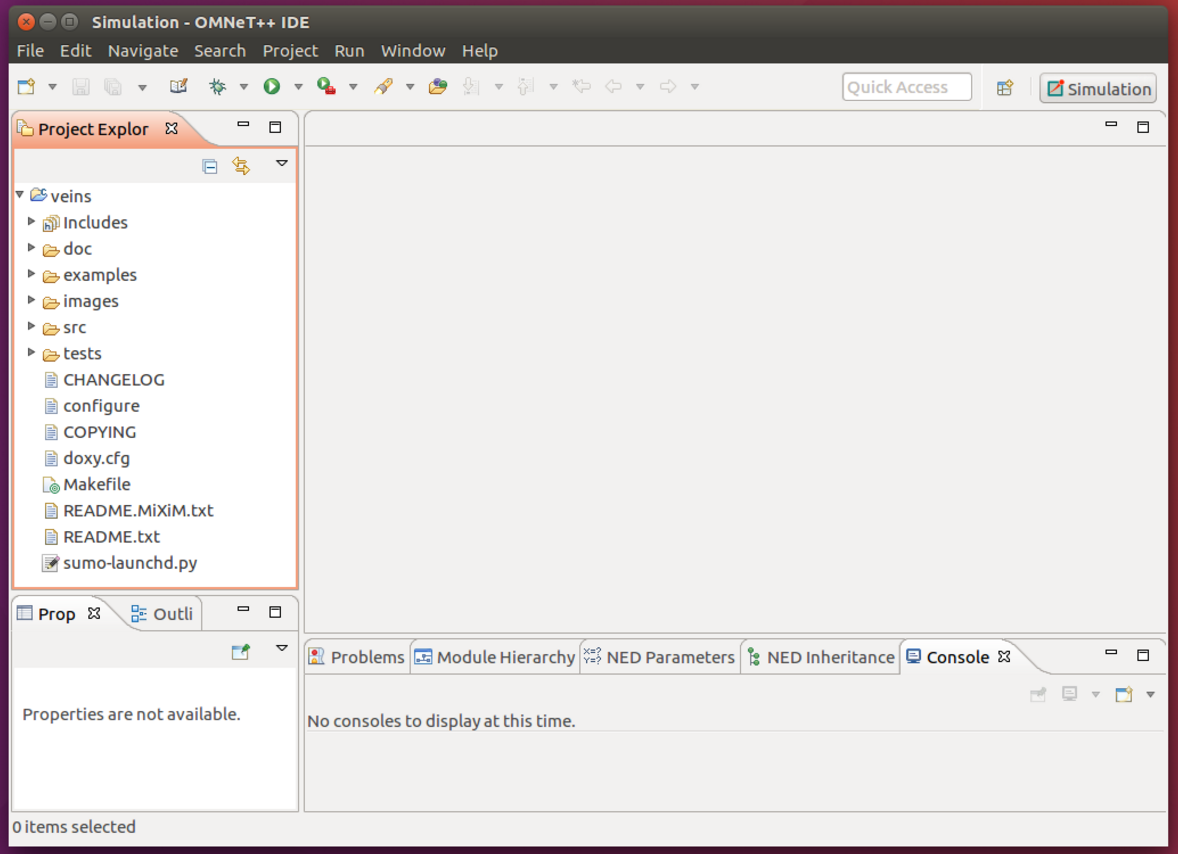 Simulation - OMNeT++ IDE
File Edit Navigate Search Project Run Window Help
Quick Access
Simulation
Project Explor
veins
Includes
doc
examples
images
src
tests
CHANGELOG
configure
COPYING
doxy.cfg
Makefile
README.MiXiM.txt
README.txt
sumo-launchd.py
Prop Outli
Properties are not available.
Problems Module Hierarchy NED Parameters NED Inheritance Console
No consoles to display at this time.
0 items selected